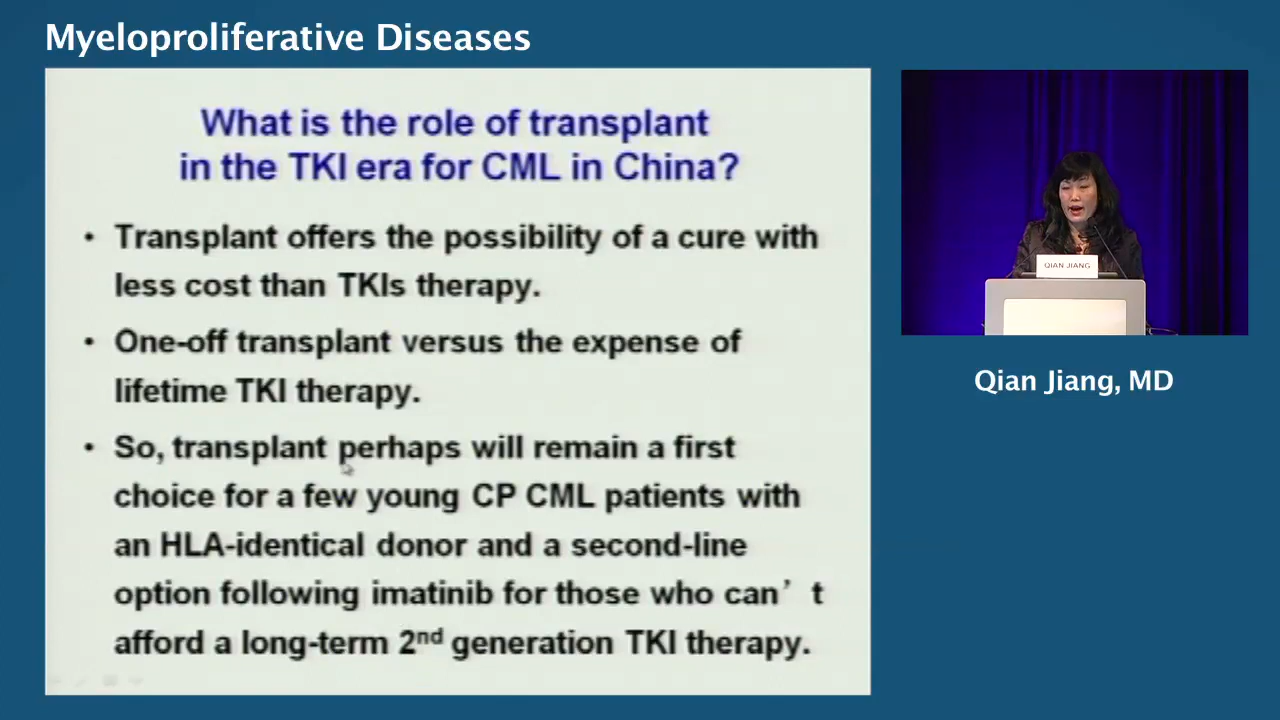 Myeloproliferative Diseases
What is the role of transplant
in the TKI era for CML in China?
• Transplant offers the possibility of a cure with
less cost than TKIs therapy.
• One-off transplant versus the expense of
lifetime TKI therapy.
• So, transplant perhaps will remain a first
choice for a few young CP CML patients with
an HLA-identical donor and a second-line
option following imatinib for those who can’ t
afford a long-term 2nd generation TKI therapy.
QIAN JIANG
Qian Jiang, MD